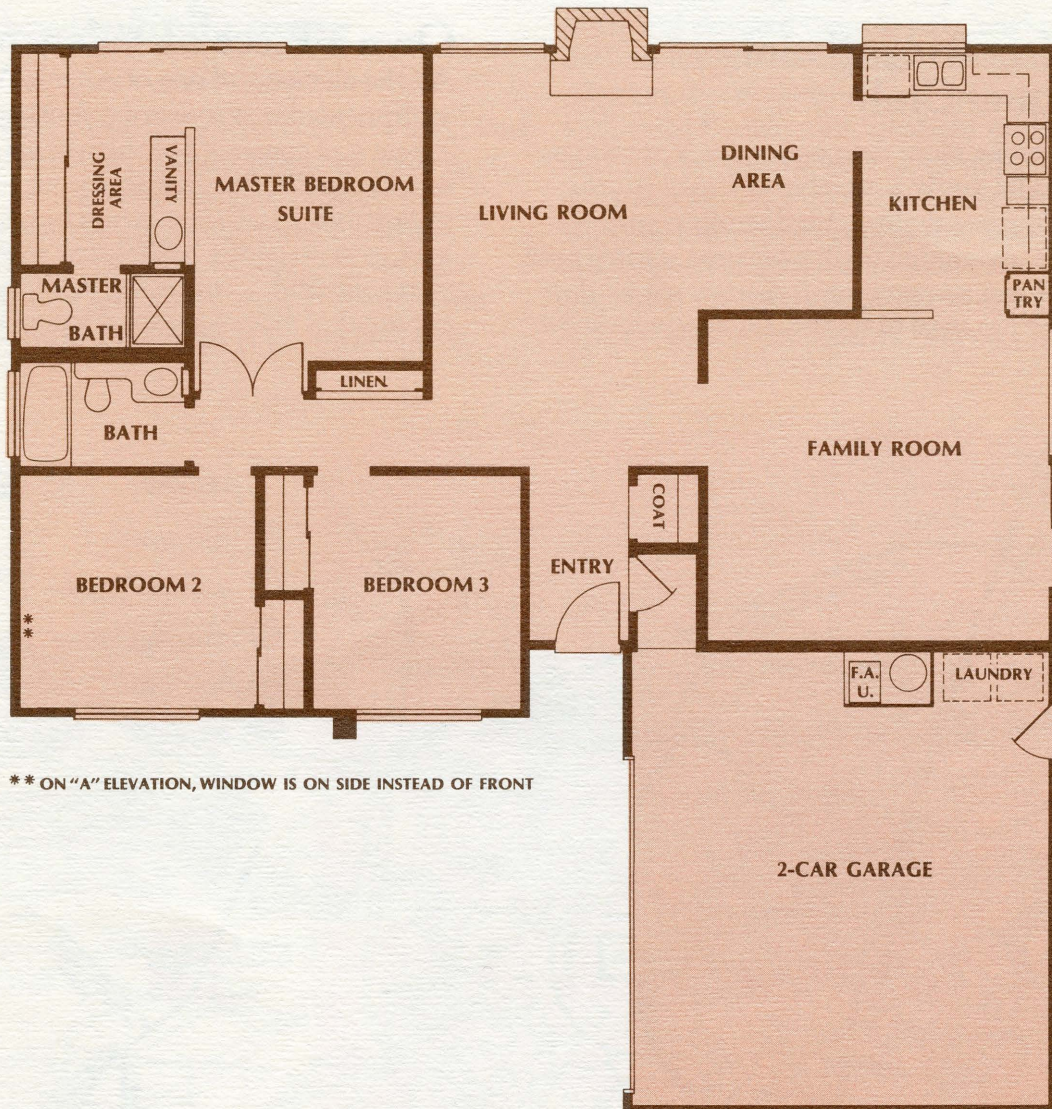 DRESSING
AREA
VANITY
MASTER BEDROOM
SUITE
LIVING ROOM
DINING
AREA
KITCHEN
PAN
TRY
MASTER
BATH
LINEN
BATH
FAMILY ROOM
COAT
ENTRY
BEDROOM 2
BEDROOM 3
**
F.A.
U.
LAUNDRY
** ON "A" ELEVATION, WINDOW IS ON SIDE INSTEAD OF FRONT
2-CAR GARAGE